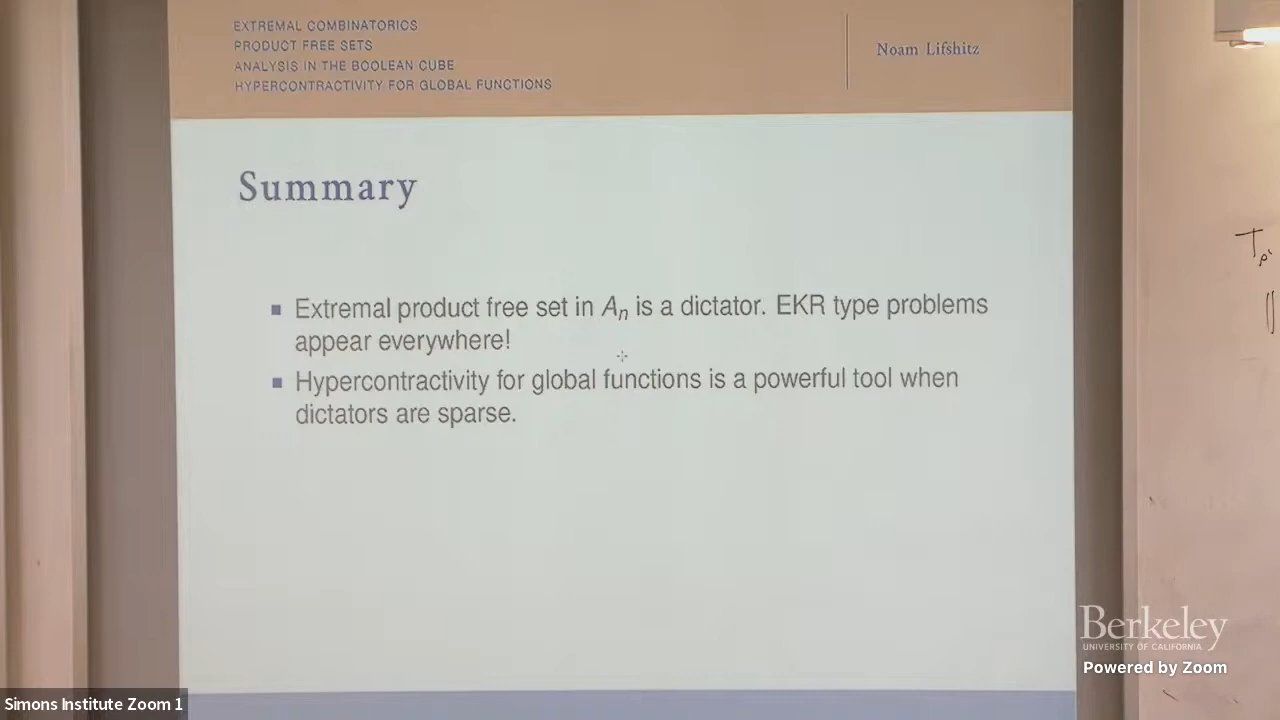 EXTREMAL COMBINATORICS
PRODUCT FREE SETS
ANALYSIS IN THE BOOLEAN CUBE
HYPERCONTRACTIVITY FOR GLOBAL FUNCTIONS
Noam Lifshitz
Summary
Extremal product free set in Aₙ is a dictator. EKR type problems
appear everywhere!
Hypercontractivity for global functions is a powerful tool when
dictators are sparse.
Berkeley
UNIVERSITY OF CALIFORNIA
Powered by Zoom
Simons Institute Zoom 1